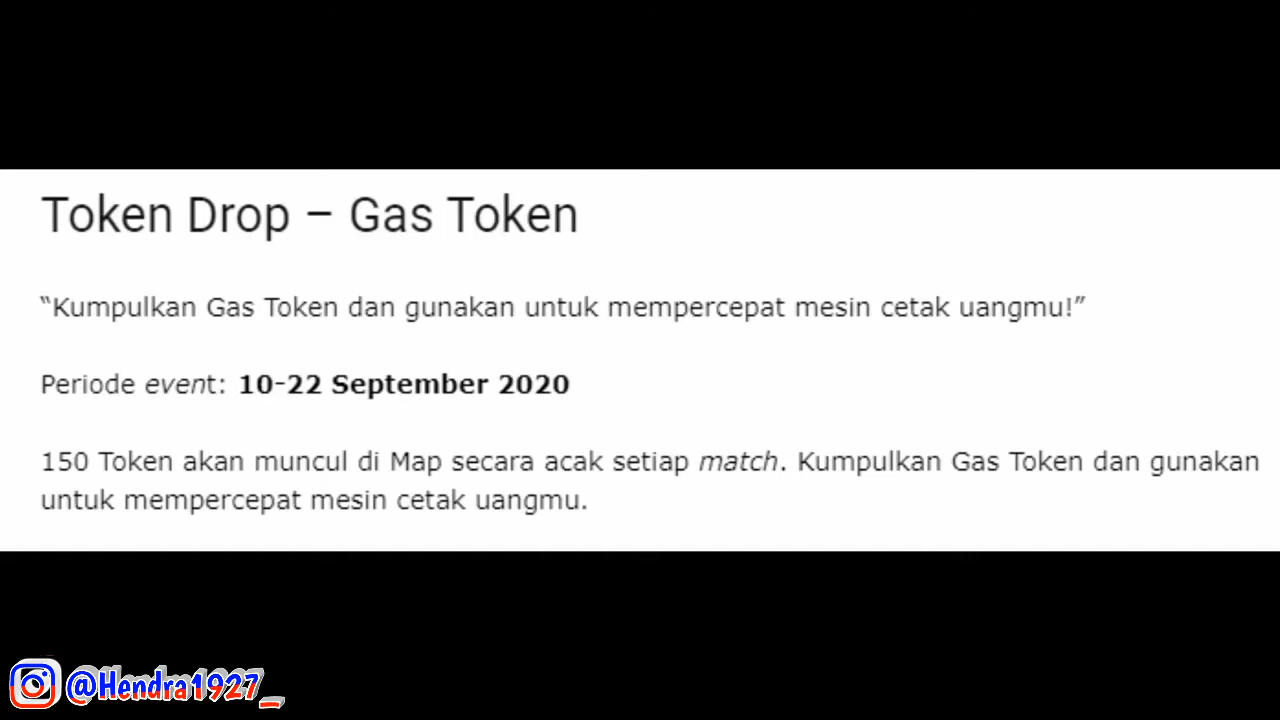 Token Drop – Gas Token
“Kumpulkan Gas Token dan gunakan untuk mempercepat mesin cetak uangmu!”
Periode event: 10-22 September 2020
150 Token akan muncul di Map secara acak setiap match. Kumpulkan Gas Token dan gunakan
untuk mempercepat mesin cetak uangmu.
@Hendra1927_